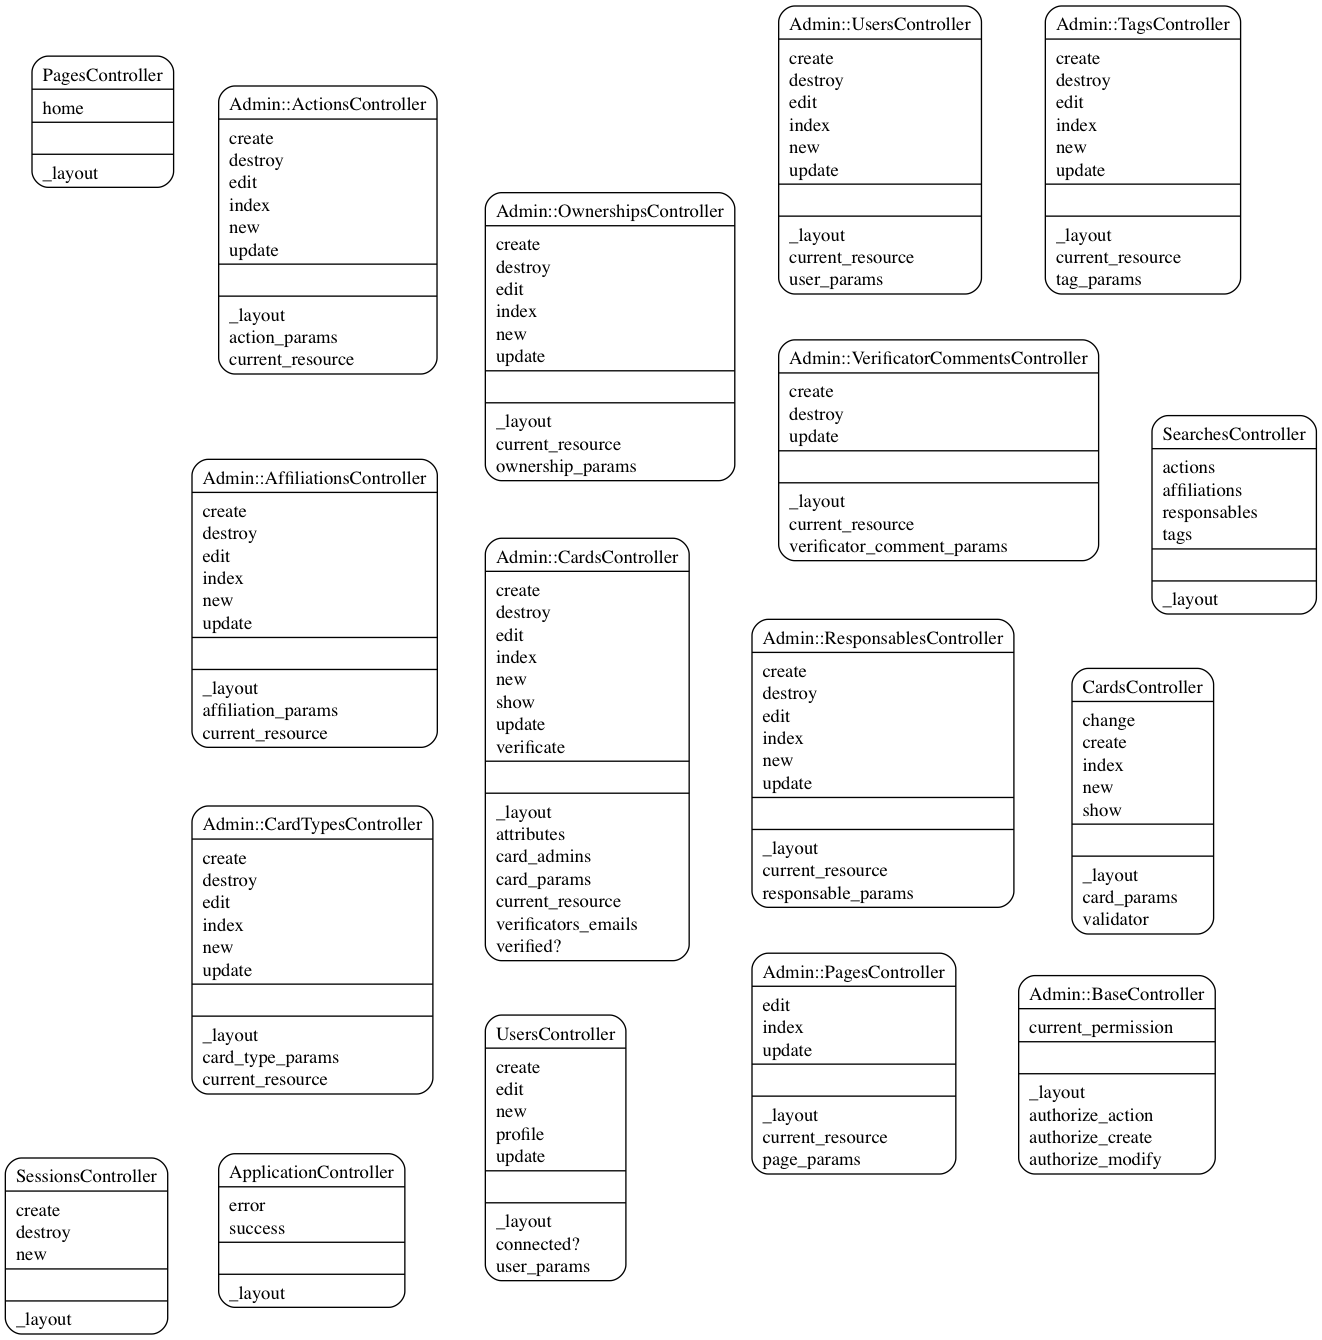 PagesController
home
_layout
Admin::ActionsController
create
destroy
edit
index
new
update
_layout
action_params
current_resource
Admin::OwnershipsController
create
destroy
edit
index
new
update
_layout
current_resource
ownership_params
Admin::UsersController
create
destroy
edit
index
new
update
_layout
current_resource
user_params
Admin::TagsController
create
destroy
edit
index
new
update
_layout
current_resource
tag_params
Admin::VerificatorCommentsController
create
destroy
update
_layout
current_resource
verificator_comment_params
SearchesController
actions
affiliations
responsables
tags
_layout
Admin::AffiliationsController
create
destroy
edit
index
new
update
_layout
affiliation_params
current_resource
Admin::CardsController
create
destroy
edit
index
new
show
update
verificate
_layout
attributes
card_admins
card_params
current_resource
verificators_emails
verified?
Admin::ResponsablesController
create
destroy
edit
index
new
update
_layout
current_resource
responsable_params
CardsController
change
create
index
new
show
_layout
card_params
validator
Admin::CardTypesController
create
destroy
edit
index
new
update
_layout
card_type_params
current_resource
Admin::PagesController
edit
index
update
_layout
current_resource
page_params
Admin::BaseController
current_permission
_layout
authorize_action
authorize_create
authorize_modify
UsersController
create
edit
new
profile
update
_layout
connected?
user_params
SessionsController
create
destroy
new
_layout
ApplicationController
error
success
_layout